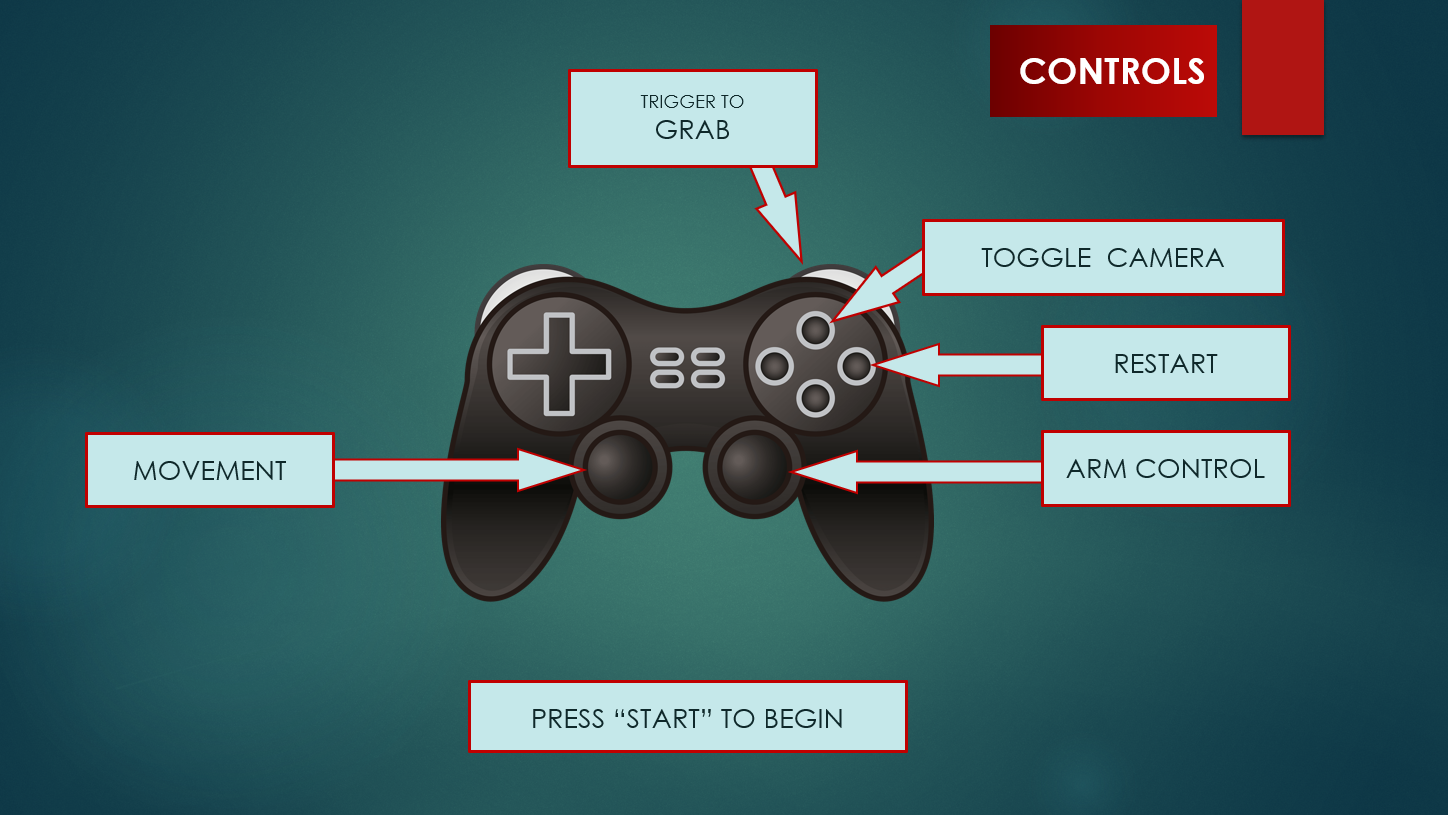 CONTROLS
TRIGGER TO
GRAB
TOGGLE CAMERA
RESTART
MOVEMENT
ARM CONTROL
PRESS “START” TO BEGIN